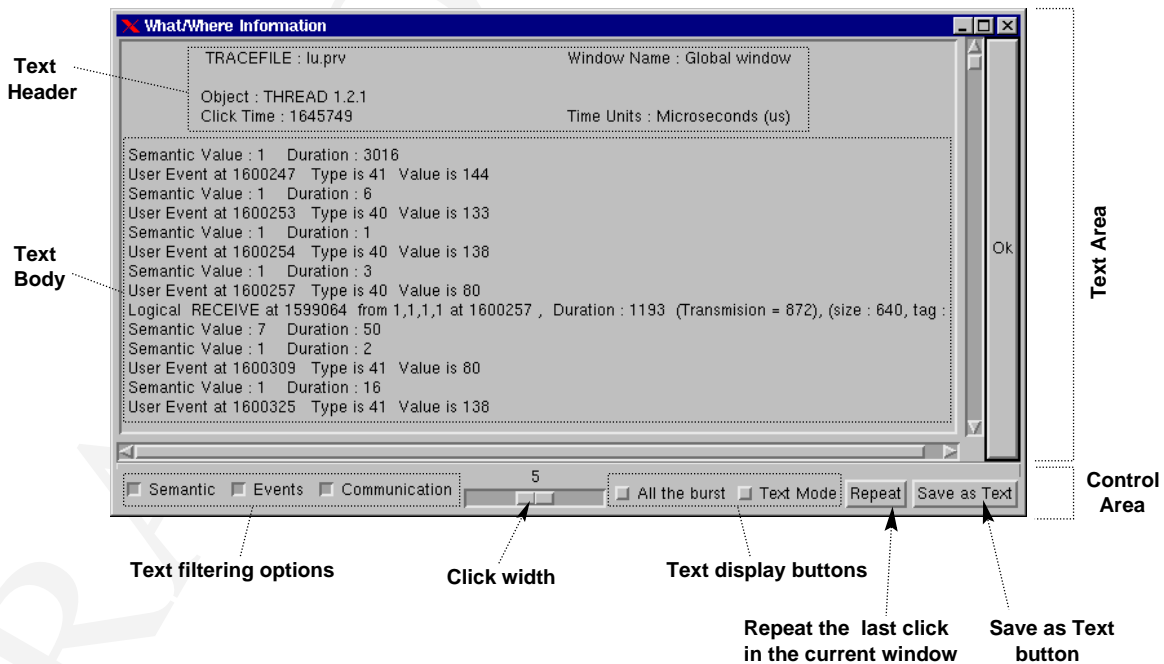 What/Where Information
TRACEFILE : lu.prv Window Name : Global window
Text
Header
Object : THREAD 1.2.1
Click Time : 1645749 Time Units : Microseconds (us)
Semantic Value : 1 Duration : 3016
User Event at 1600247 Type is 41 Value is 144
Semantic Value : 1 Duration : 6
User Event at 1600253 Type is 40 Value is 133
Semantic Value : 1 Duration : 1
User Event at 1600254 Type is 40 Value is 138
Semantic Value : 1 Duration : 3
User Event at 1600257 Type is 40 Value is 80
Logical RECEIVE at 1599064 from 1,1,1,1 at 1600257 , Duration : 1193 (Transmision = 872), (size : 640, tag :
Semantic Value : 7 Duration : 50
Semantic Value : 1 Duration : 2
User Event at 1600309 Type is 41 Value is 80
Semantic Value : 1 Duration : 16
User Event at 1600325 Type is 41 Value is 138
Text
Body
Ok
Text Area
5
Semantic Events Communication All the burst Text Mode Repeat Save as Text
Control
Area
Text filtering options
Click width
Text display buttons
Repeat the last click
in the current window
Save as Text
button